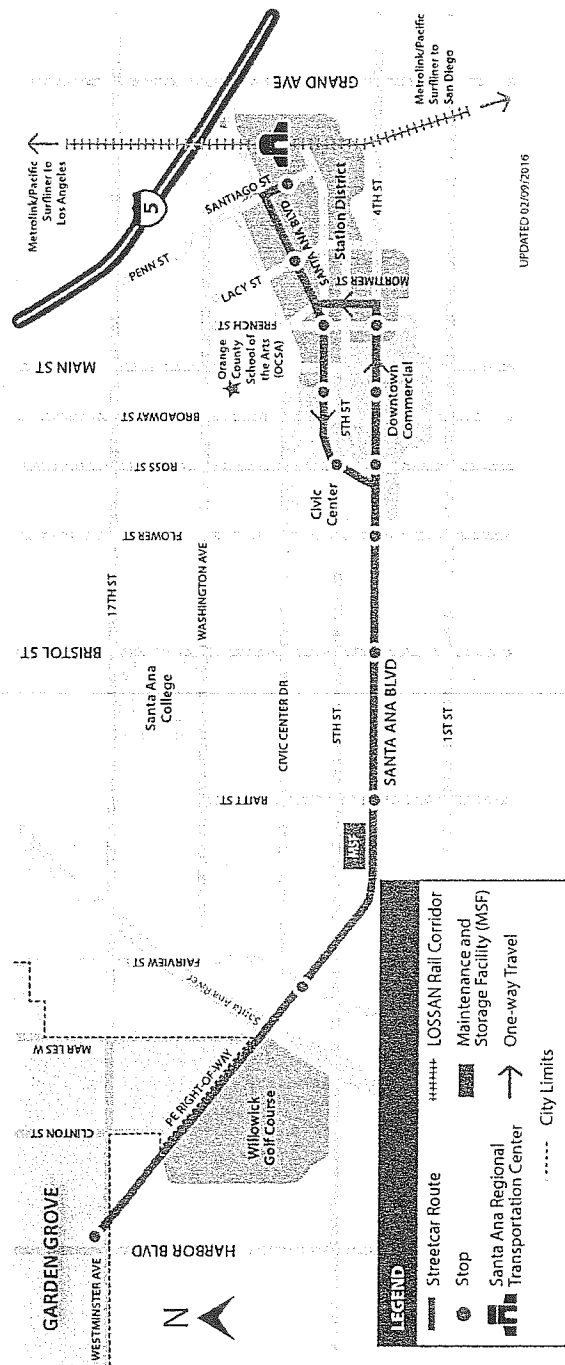 Metrolink/Pacific
Surfliner to
Los Angeles
5
GRAND AVE
Metrolink/Pacific
Surfliner to
San Diego
PENN ST
SANTIAGO ST
SANTA ANA BLVD
Station District
4TH ST
LACY ST
MORTIMER ST
FRENCH ST
MAIN ST
Orange
County
School of
the Arts
(OCSA)
BROADWAY ST
5TH ST
Downtown
Commercial
ROSS ST
Civic
Center
FLOWER ST
17TH ST
WASHINGTON AVE
BRISTOL ST
Santa Ana
College
CIVIC CENTER DR
5TH ST
SANTA ANA BLVD
1ST ST
RAITT ST
MSF
FAIRVIEW ST
Santa Ana River
MAR LES W
PE RIGHT-OF-WAY
CLINTON ST
Willowick
Golf Course
GARDEN GROVE
WESTMINSTER AVE
HARBOR BLVD
N
LEGEND
Streetcar Route
Stop
Santa Ana Regional
Transportation Center
LOSSAN Rail Corridor
Maintenance and
Storage Facility (MSF)
One-way Travel
City Limits
UPDATED 02/09/2016